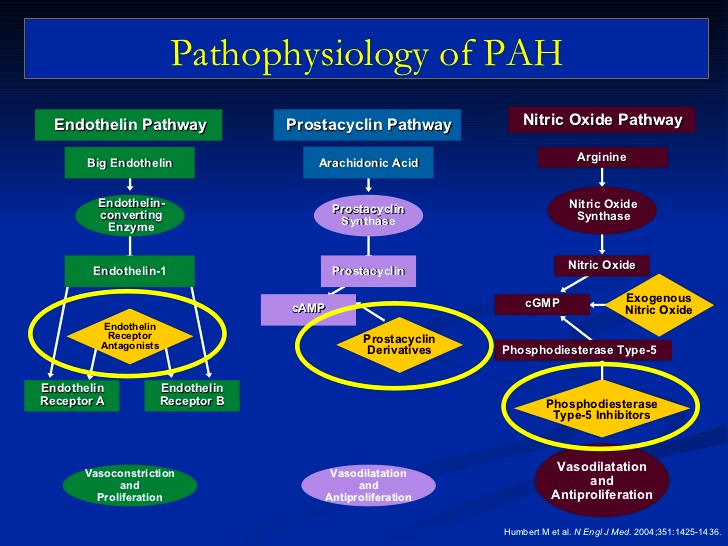 Pathophysiology of PAH
Endothelin Pathway
Big Endothelin
Endothelin-
converting
Enzyme
Endothelin-1
Endothelin
Receptor
Antagonists
Endothelin
Receptor A
Endothelin
Receptor B
Vasoconstriction
and
Proliferation
Prostacyclin Pathway
Arachidonic Acid
Prostacyclin
Synthase
Prostacyclin
cAMP
Prostacyclin
Derivatives
Vasodilatation
and
Antiproliferation
Nitric Oxide Pathway
Arginine
Nitric Oxide
Synthase
Nitric Oxide
cGMP
Exogenous
Nitric Oxide
Phosphodiesterase Type-5
Phosphodiesterase
Type-5 Inhibitors
Vasodilatation
and
Antiproliferation
Humbert M et al. N Engl J Med. 2004;351:1425-1436.